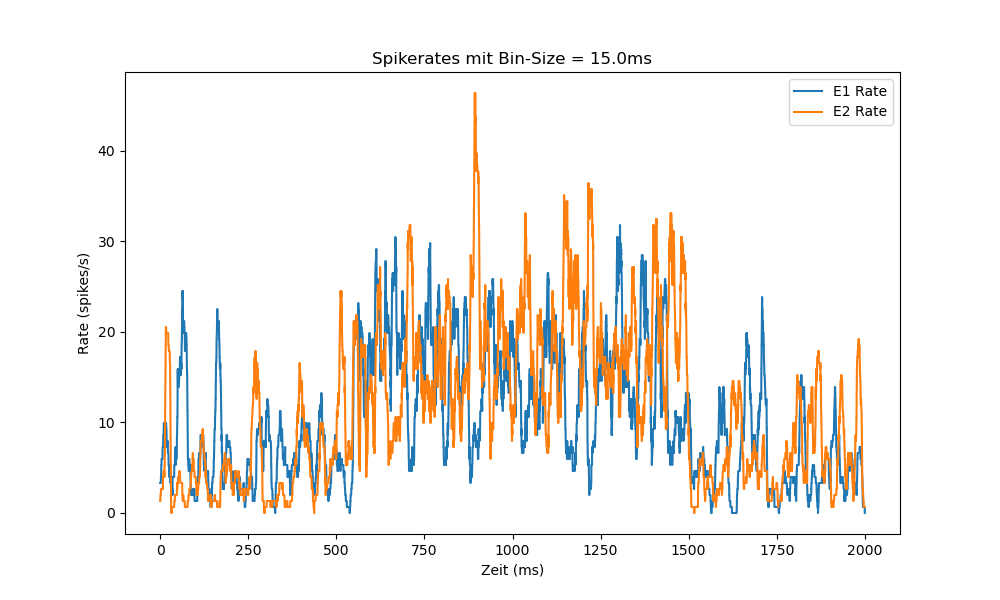 Spikerates mit Bin-Size = 15.0ms
E1 Rate
E2 Rate
Rate (spikes/s)
40
30
20
10
0
0 250 500 750 1000 1250 1500 1750 2000
Zeit (ms)